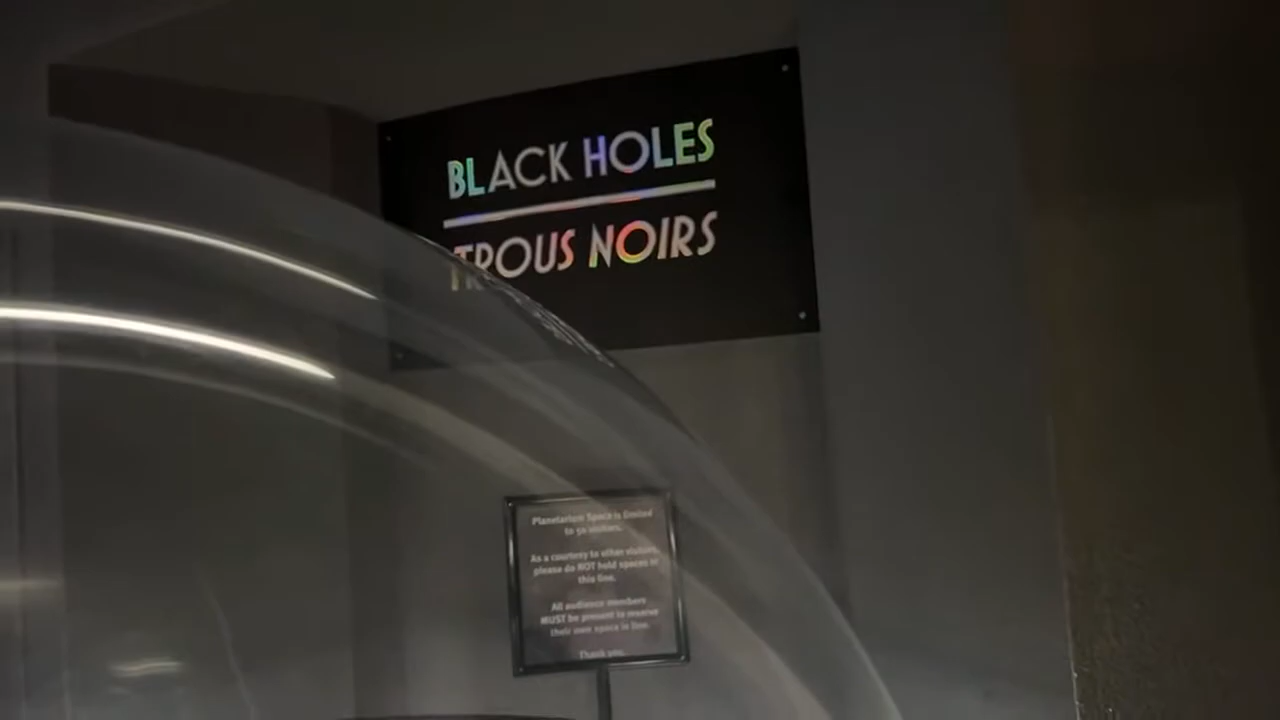 BLACK HOLES
TROUS NOIRS
Planetarium Space is limited
to 50 visitors.
As a courtesy to other visitors,
please do NOT hold spaces in
this line.
All audience members
MUST be present to reserve
their own space in line.
Thank you.